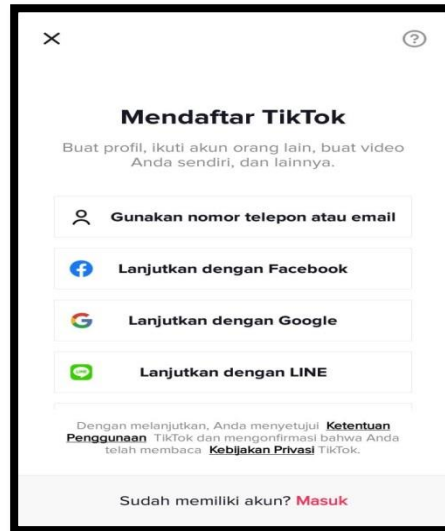 Mendaftar TikTok
Buat profil, ikuti akun orang lain, buat video
Anda sendiri, dan lainnya.
Gunakan nomor telepon atau email
Lanjutkan dengan Facebook
Lanjutkan dengan Google
Lanjutkan dengan LINE
Dengan melanjutkan, Anda menyetujui Ketentuan
Penggunaan TikTok dan mengonfirmasi bahwa Anda
telah membaca Kebijakan Privasi TikTok.
Sudah memiliki akun? Masuk